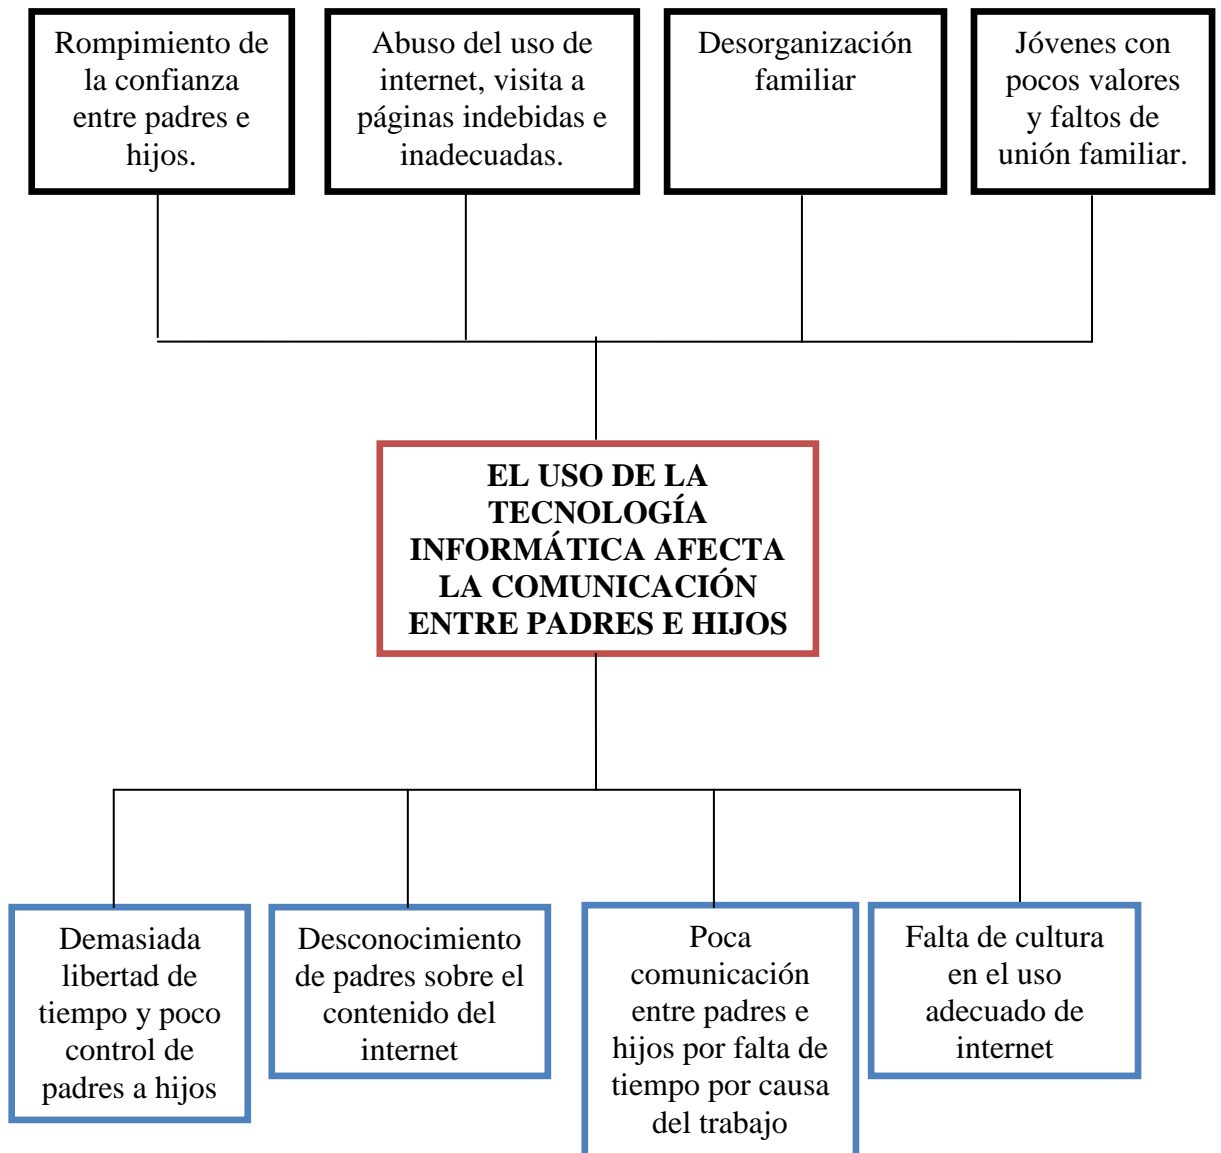 Rompimiento de
la confianza
entre padres e
hijos.
Abuso del uso de
internet, visita a
páginas indebidas e
inadecuadas.
Desorganización
familiar
Jóvenes con
pocos valores
y faltos de
unión familiar.
EL USO DE LA
TECNOLOGÍA
INFORMÁTICA AFECTA
LA COMUNICACIÓN
ENTRE PADRES E HIJOS
Demasiada
libertad de
tiempo y poco
control de
padres a hijos
Desconocimiento
de padres sobre el
contenido del
internet
Poca
comunicación
entre padres e
hijos por falta de
tiempo por causa
del trabajo
Falta de cultura
en el uso
adecuado de
internet